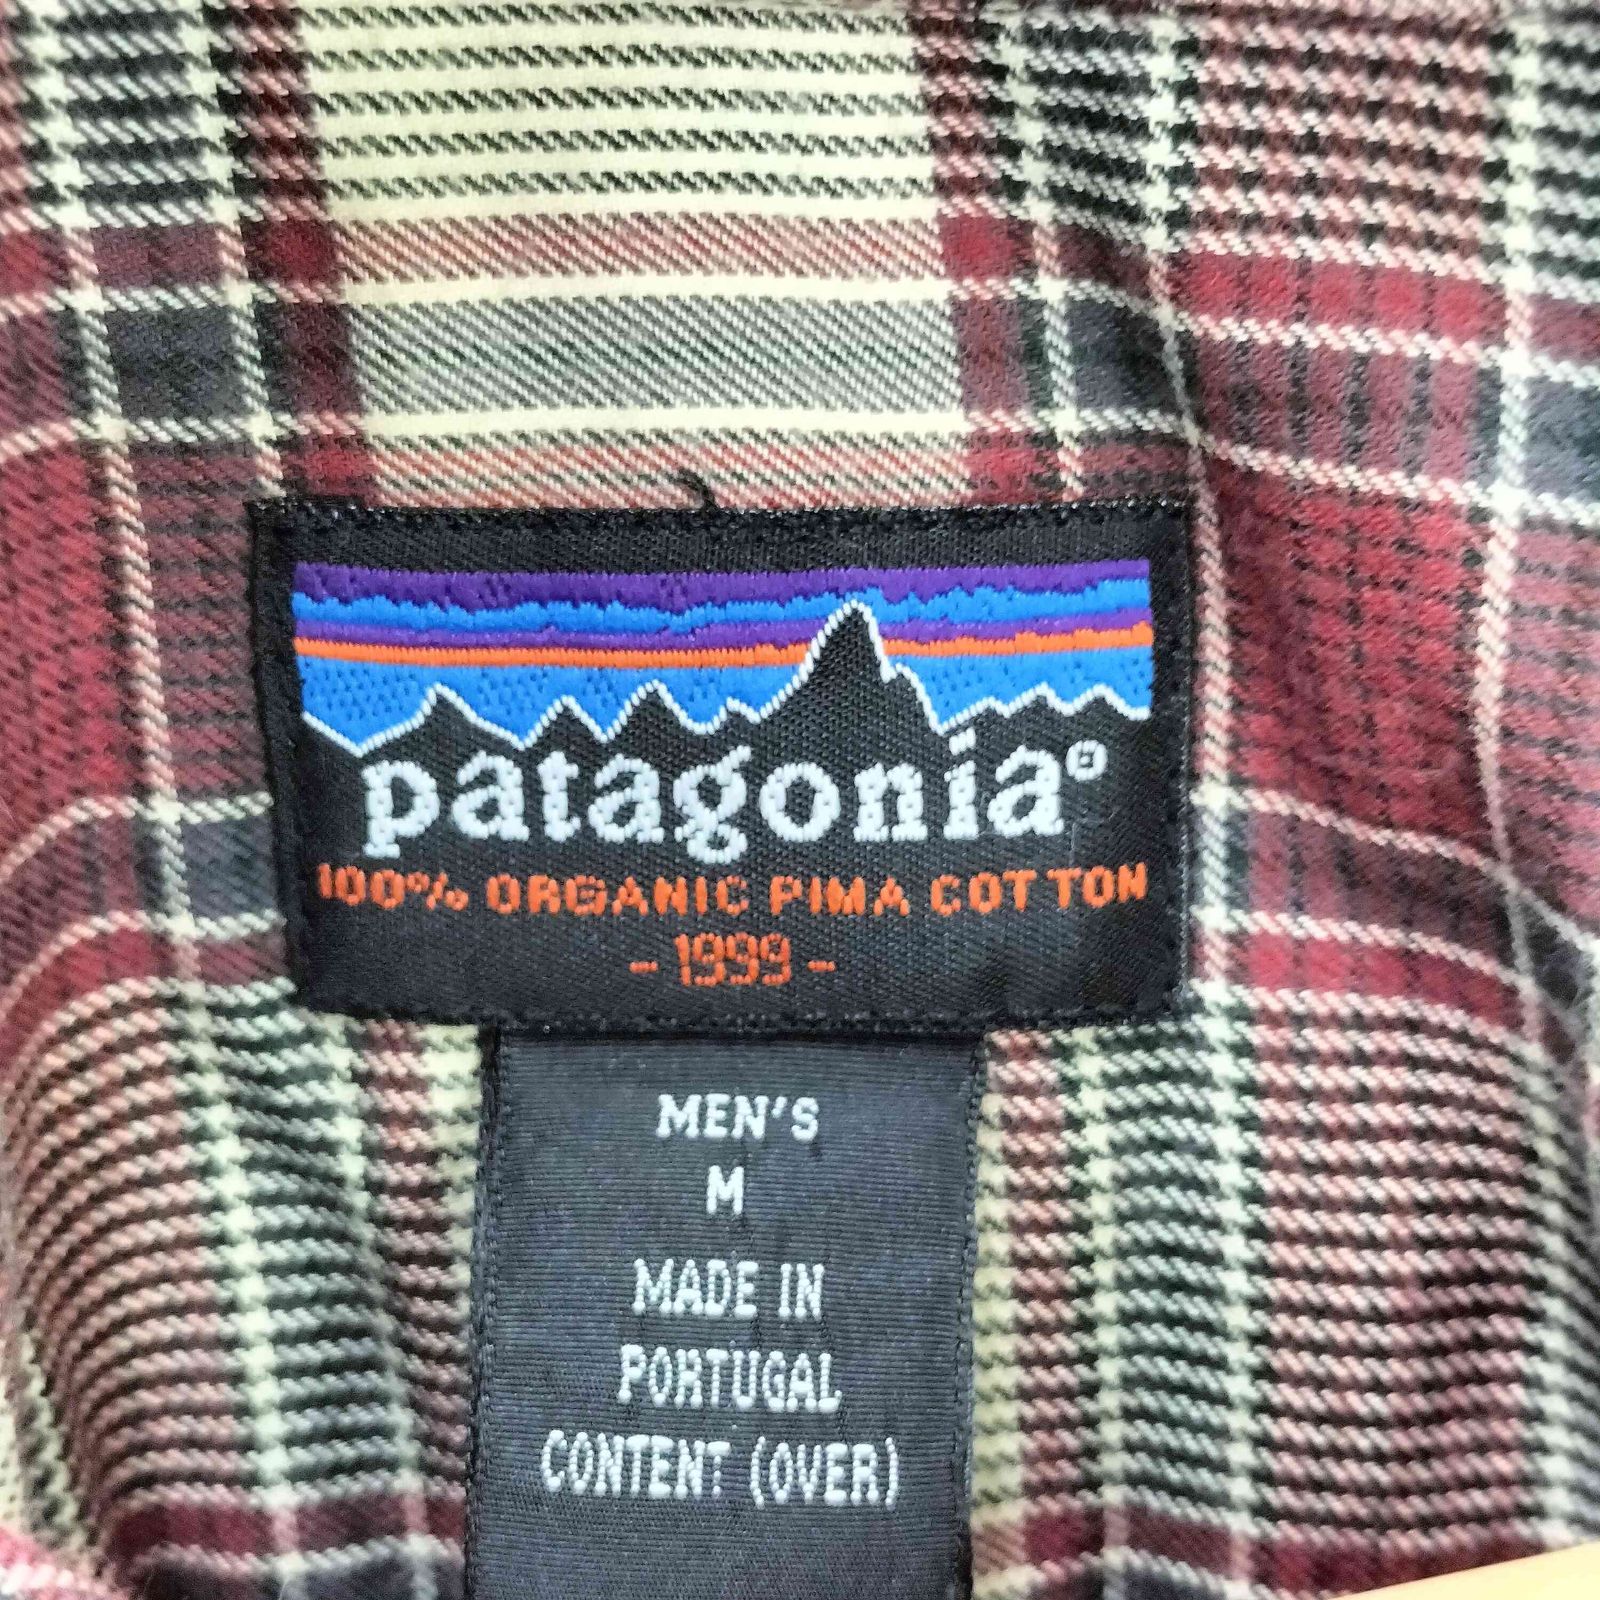 patagonia®
100% ORGANIC PIMA COTTON
- 1999 -
MEN'S
M
MADE IN
PORTUGAL
CONTENT (OVER)